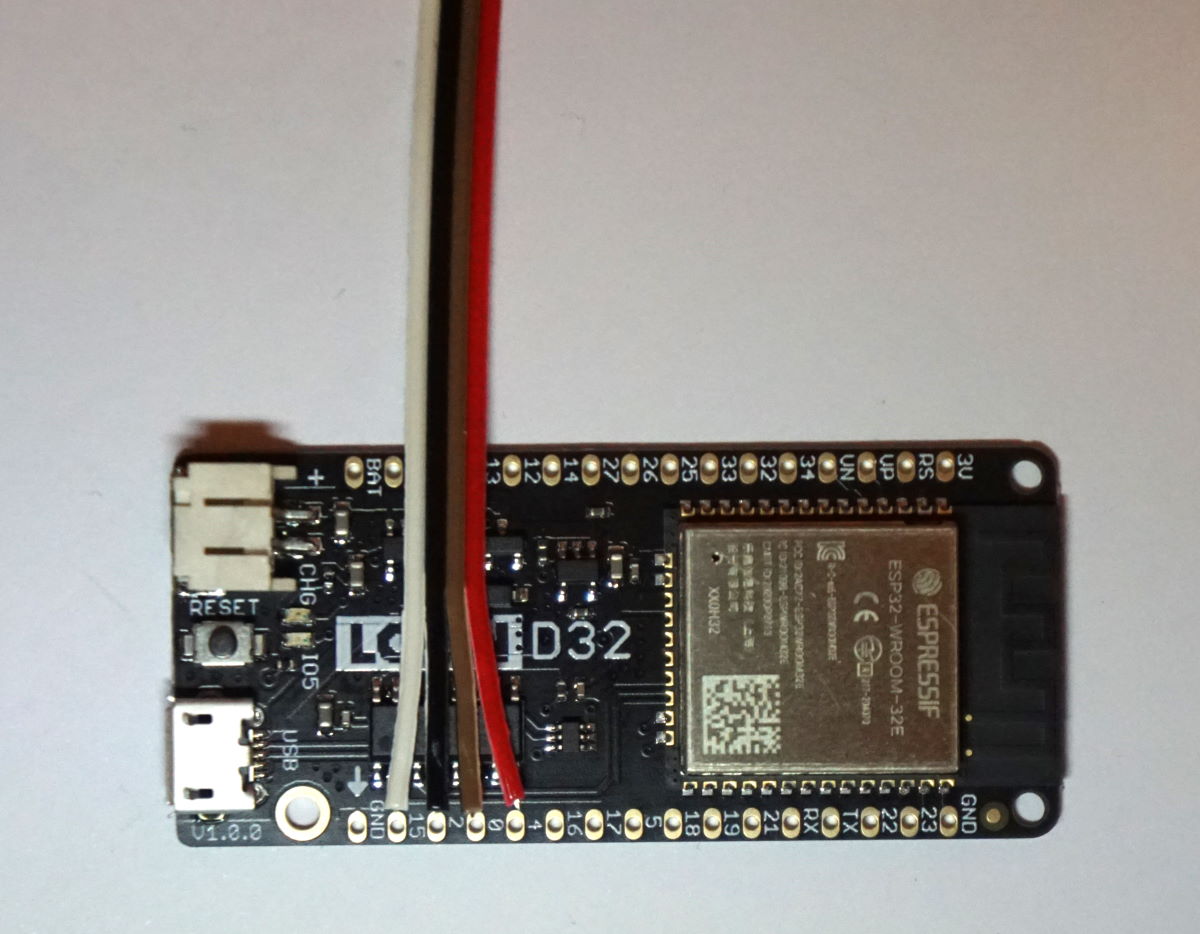 +
BAT
13
12
14
27
26
25
33
32
34
VN
VP
RS
3V
CHG
RESET
IO5
D32
USB
V1.0.0
GND
15
2
0
4
16
17
5
18
19
21
RX
TX
22
23
GND
ESPRESSIF
ESP32-WROOM-32E
CE
XX0H32